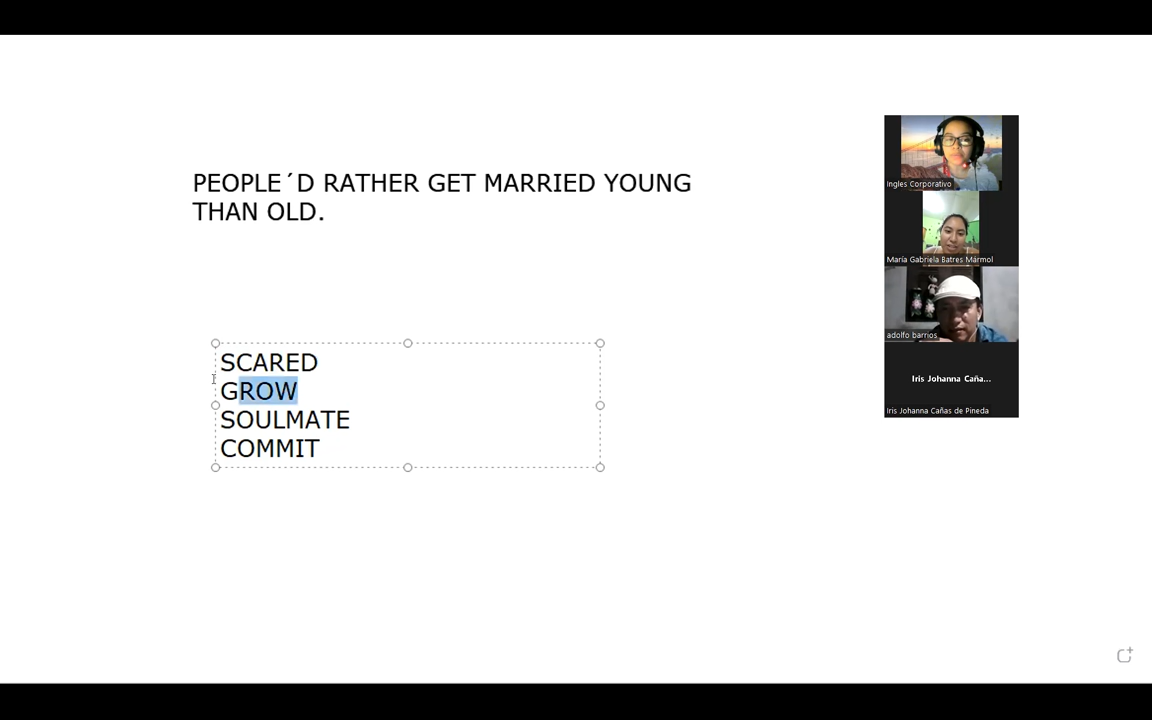 PEOPLE´D RATHER GET MARRIED YOUNG
THAN OLD.
SCARED
GROW
SOULMATE
COMMIT
Ingles Corporativo
María Gabriela Batres Mármol
adolfo barrios
Iris Johanna Caña...
Iris Johanna Cañas de Pineda